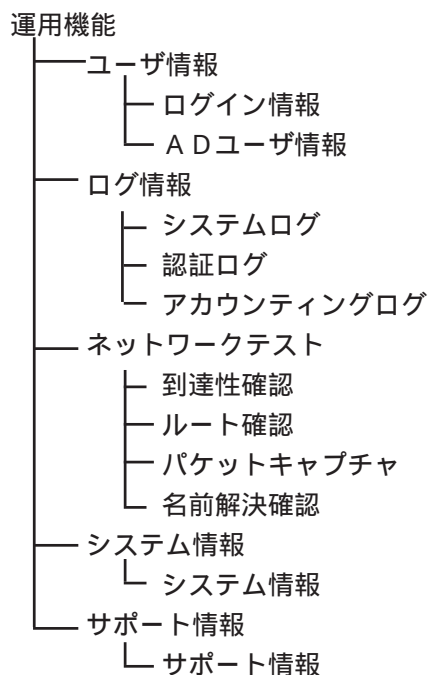 運用機能
ユーザ情報
ログイン情報
ＡＤユーザ情報
ログ情報
システムログ
認証ログ
アカウンティングログ
ネットワークテスト
到達性確認
ルート確認
パケットキャプチャ
名前解決確認
システム情報
システム情報
サポート情報
サポート情報